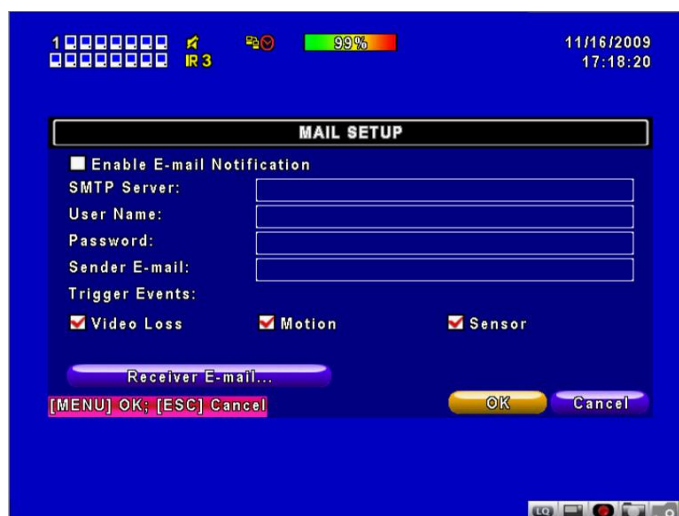 1
99%
11/16/2009
IR 3
17:18:20
MAIL SETUP
Enable E-mail Notification
SMTP Server:
User Name:
Password:
Sender E-mail:
Trigger Events:
Video Loss Motion Sensor
Receiver E-mail...
[MENU] OK; [ESC] Cancel
OK Cancel
LQ